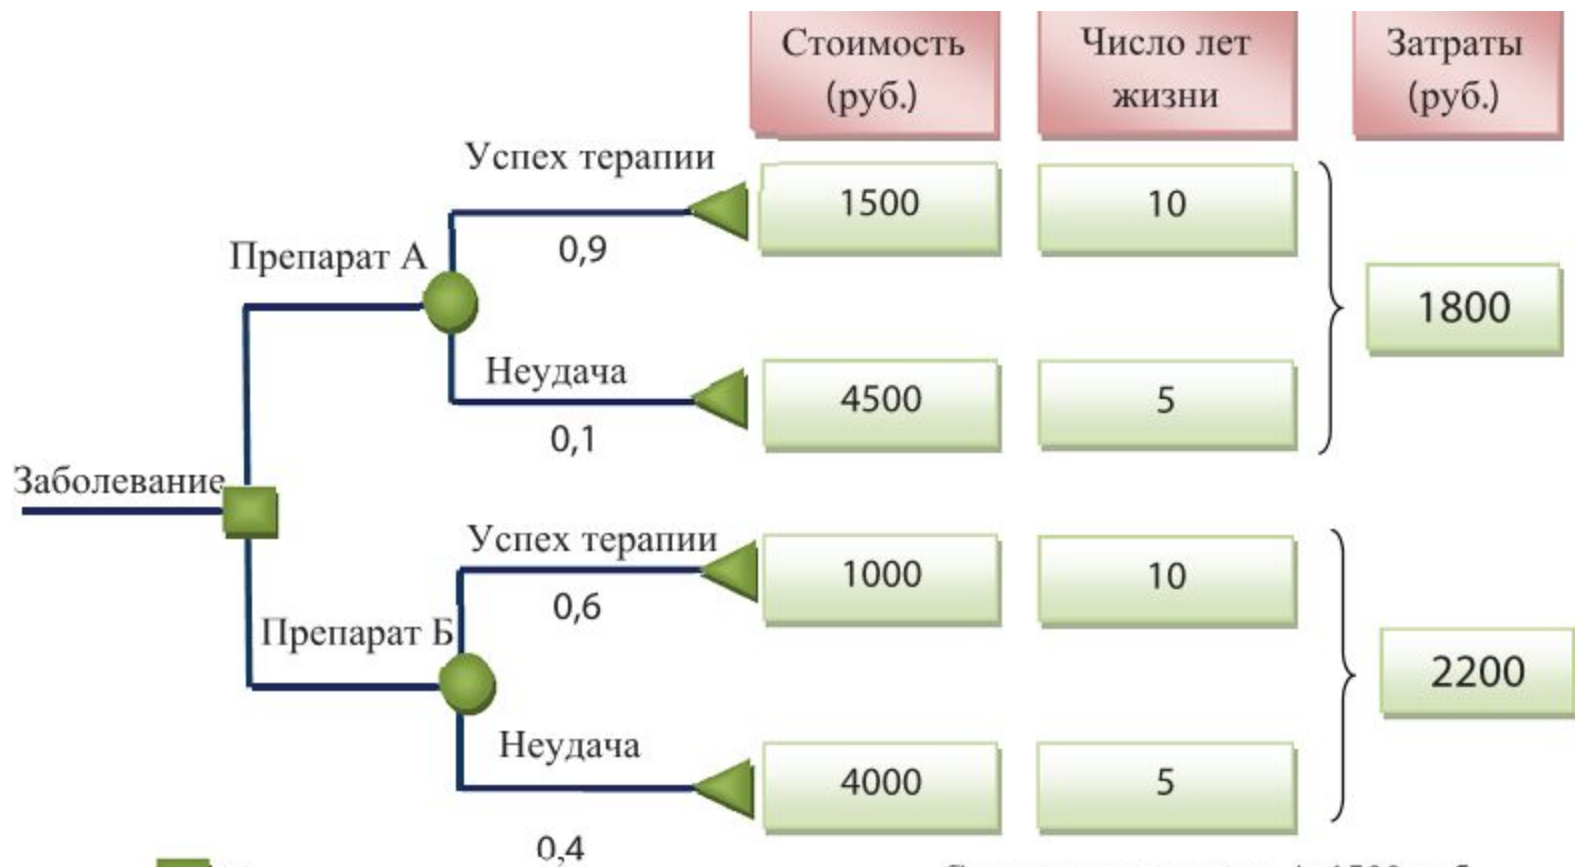 Стоимость
(руб.)
Число лет
жизни
Затраты
(руб.)
Успех терапии
1500
10
0,9
Препарат А
1800
Неудача
4500
5
0,1
Заболевание
Успех терапии
1000
10
0,6
Препарат Б
2200
Неудача
4000
5
0,4